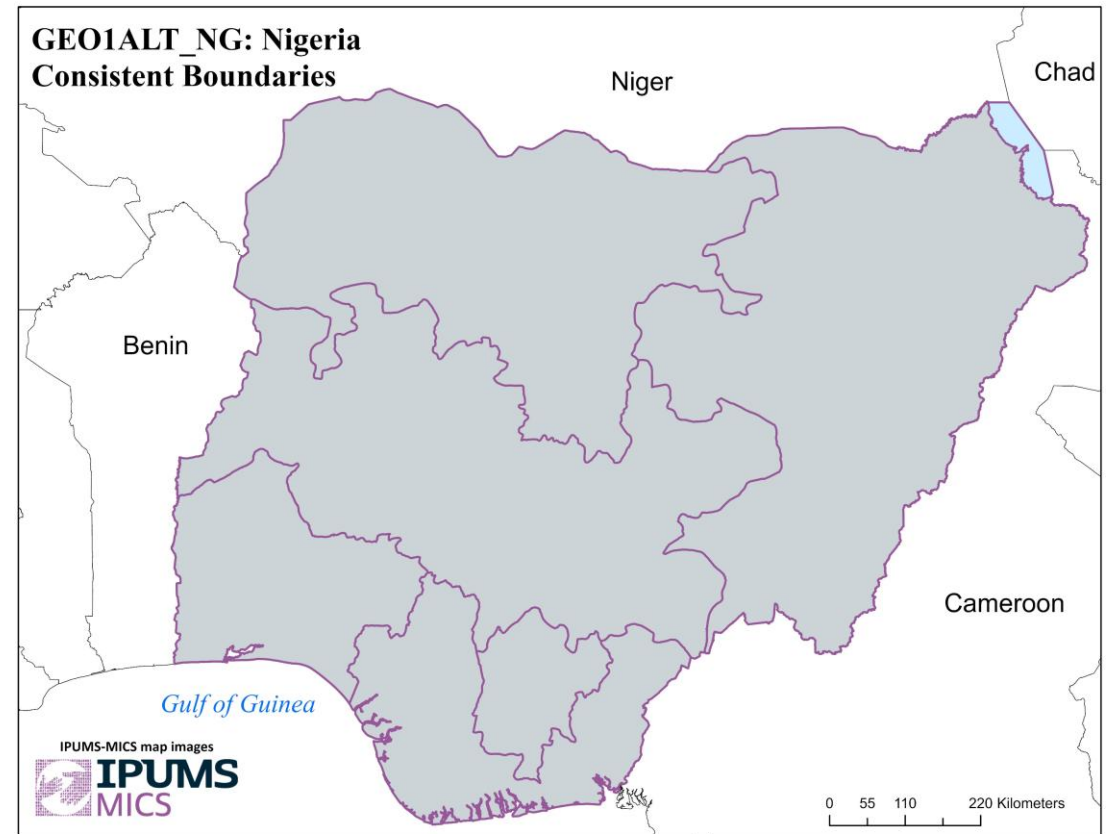 GEO1ALT_NG: Nigeria
Consistent Boundaries
Niger
Chad
Benin
Cameroon
Gulf of Guinea
IPUMS-MICS map images
IPUMS
MICS
0 55 110 220 Kilometers